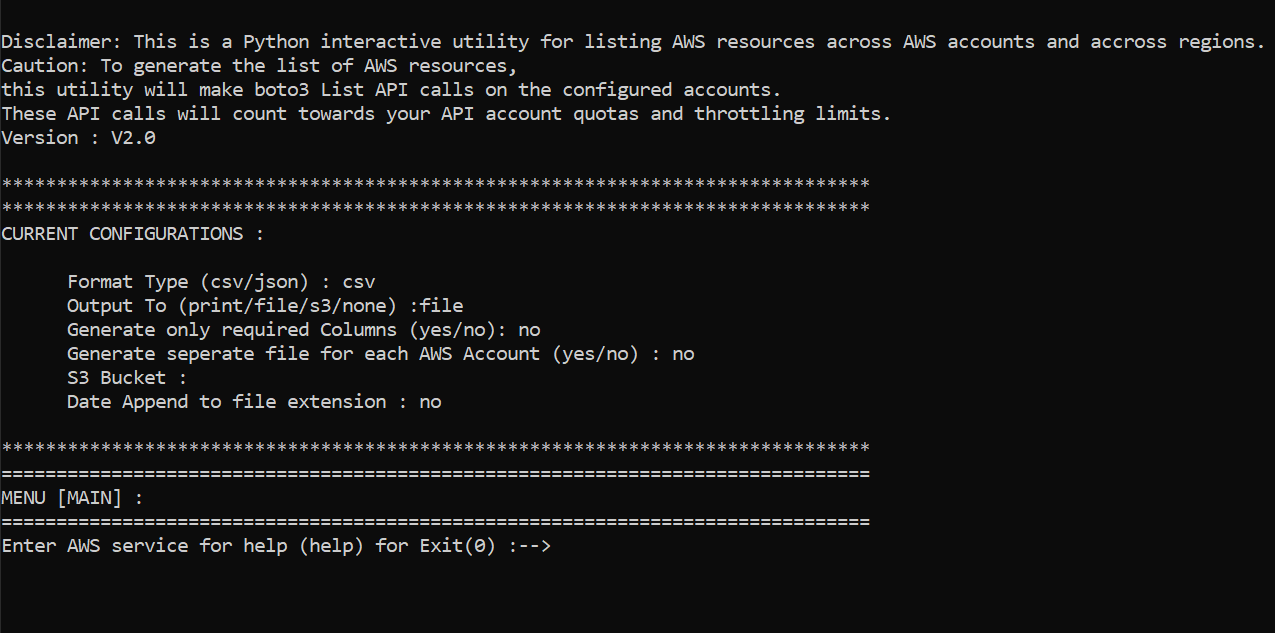 Disclaimer: This is a Python interactive utility for listing AWS resources across AWS accounts and accross regions.
Caution: To generate the list of AWS resources,
this utility will make boto3 List API calls on the configured accounts.
These API calls will count towards your API account quotas and throttling limits.
Version : V2.0
*******************************************************************************
*******************************************************************************
CURRENT CONFIGURATIONS :
Format Type (csv/json) : csv
Output To (print/file/s3/none) :file
Generate only required Columns (yes/no): no
Generate seperate file for each AWS Account (yes/no) : no
S3 Bucket :
Date Append to file extension : no
*******************************************************************************
===============================================================================
MENU [MAIN] :
===============================================================================
Enter AWS service for help (help) for Exit(0) :-->